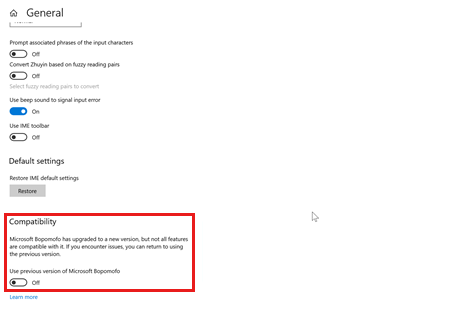 General
Prompt associated phrases of the input characters
Off
Convert Zhuyin based on fuzzy reading pairs
Off
Select fuzzy reading pairs to convert
Use beep sound to signal input error
On
Use IME toolbar
Off
Default settings
Restore IME default settings
Restore
Compatibility
Microsoft Bopomofo has upgraded to a new version, but not all features
are compatible with it. If you encounter issues, you can return to using
the previous version.
Use previous version of Microsoft Bopomofo
Off
Learn more